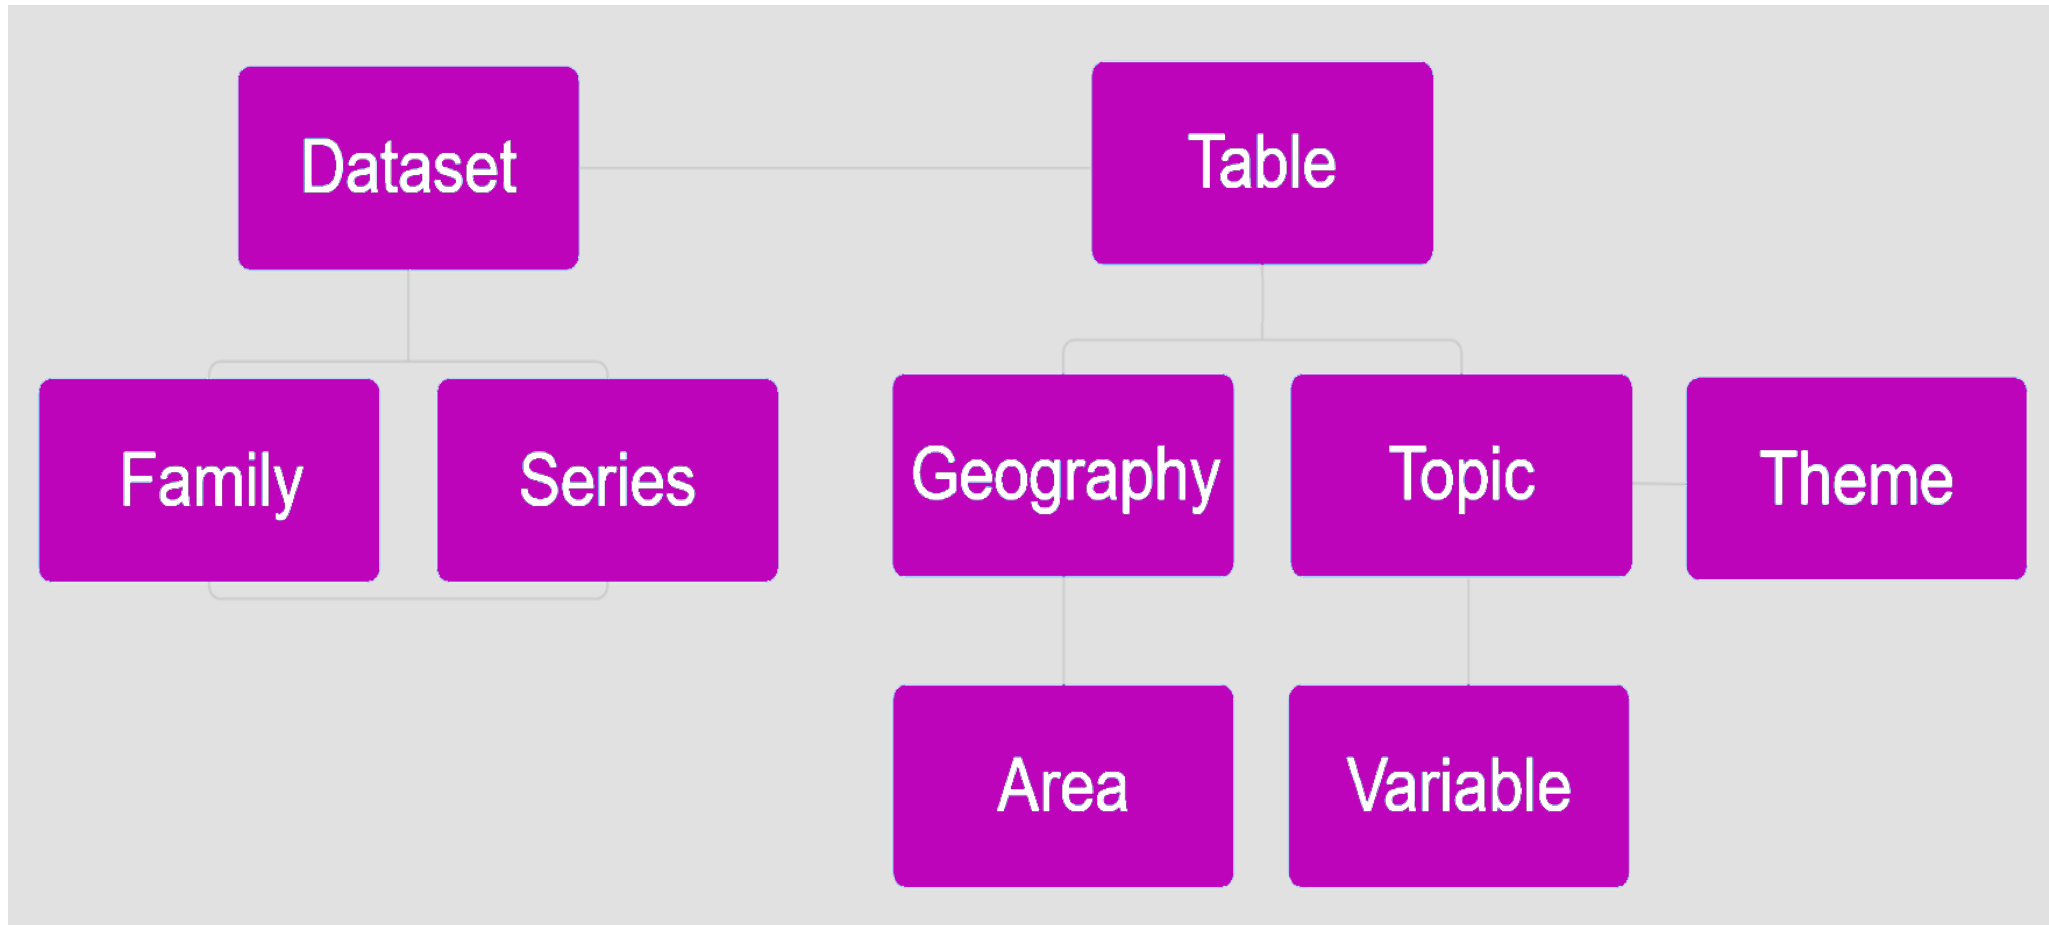 Dataset
Table
Family
Series
Geography
Topic
Theme
Area
Variable